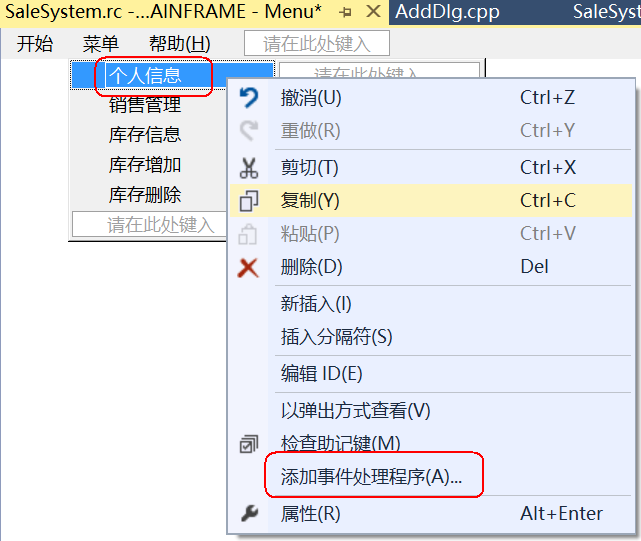 SaleSystem.rc -...AINFRAME - Menu* AddDlg.cpp SaleSyst
开始 菜单 帮助(H) 请在此处键入
个人信息 请在此处键入
销售管理
库存信息
库存增加
库存删除
请在此处键入
撤消(U) Ctrl+Z
重做(R) Ctrl+Y
剪切(T) Ctrl+X
复制(Y) Ctrl+C
粘贴(P) Ctrl+V
删除(D) Del
新插入(I)
插入分隔符(S)
编辑 ID(E)
以弹出方式查看(V)
检查助记键(M)
添加事件处理程序(A)...
属性(R) Alt+Enter